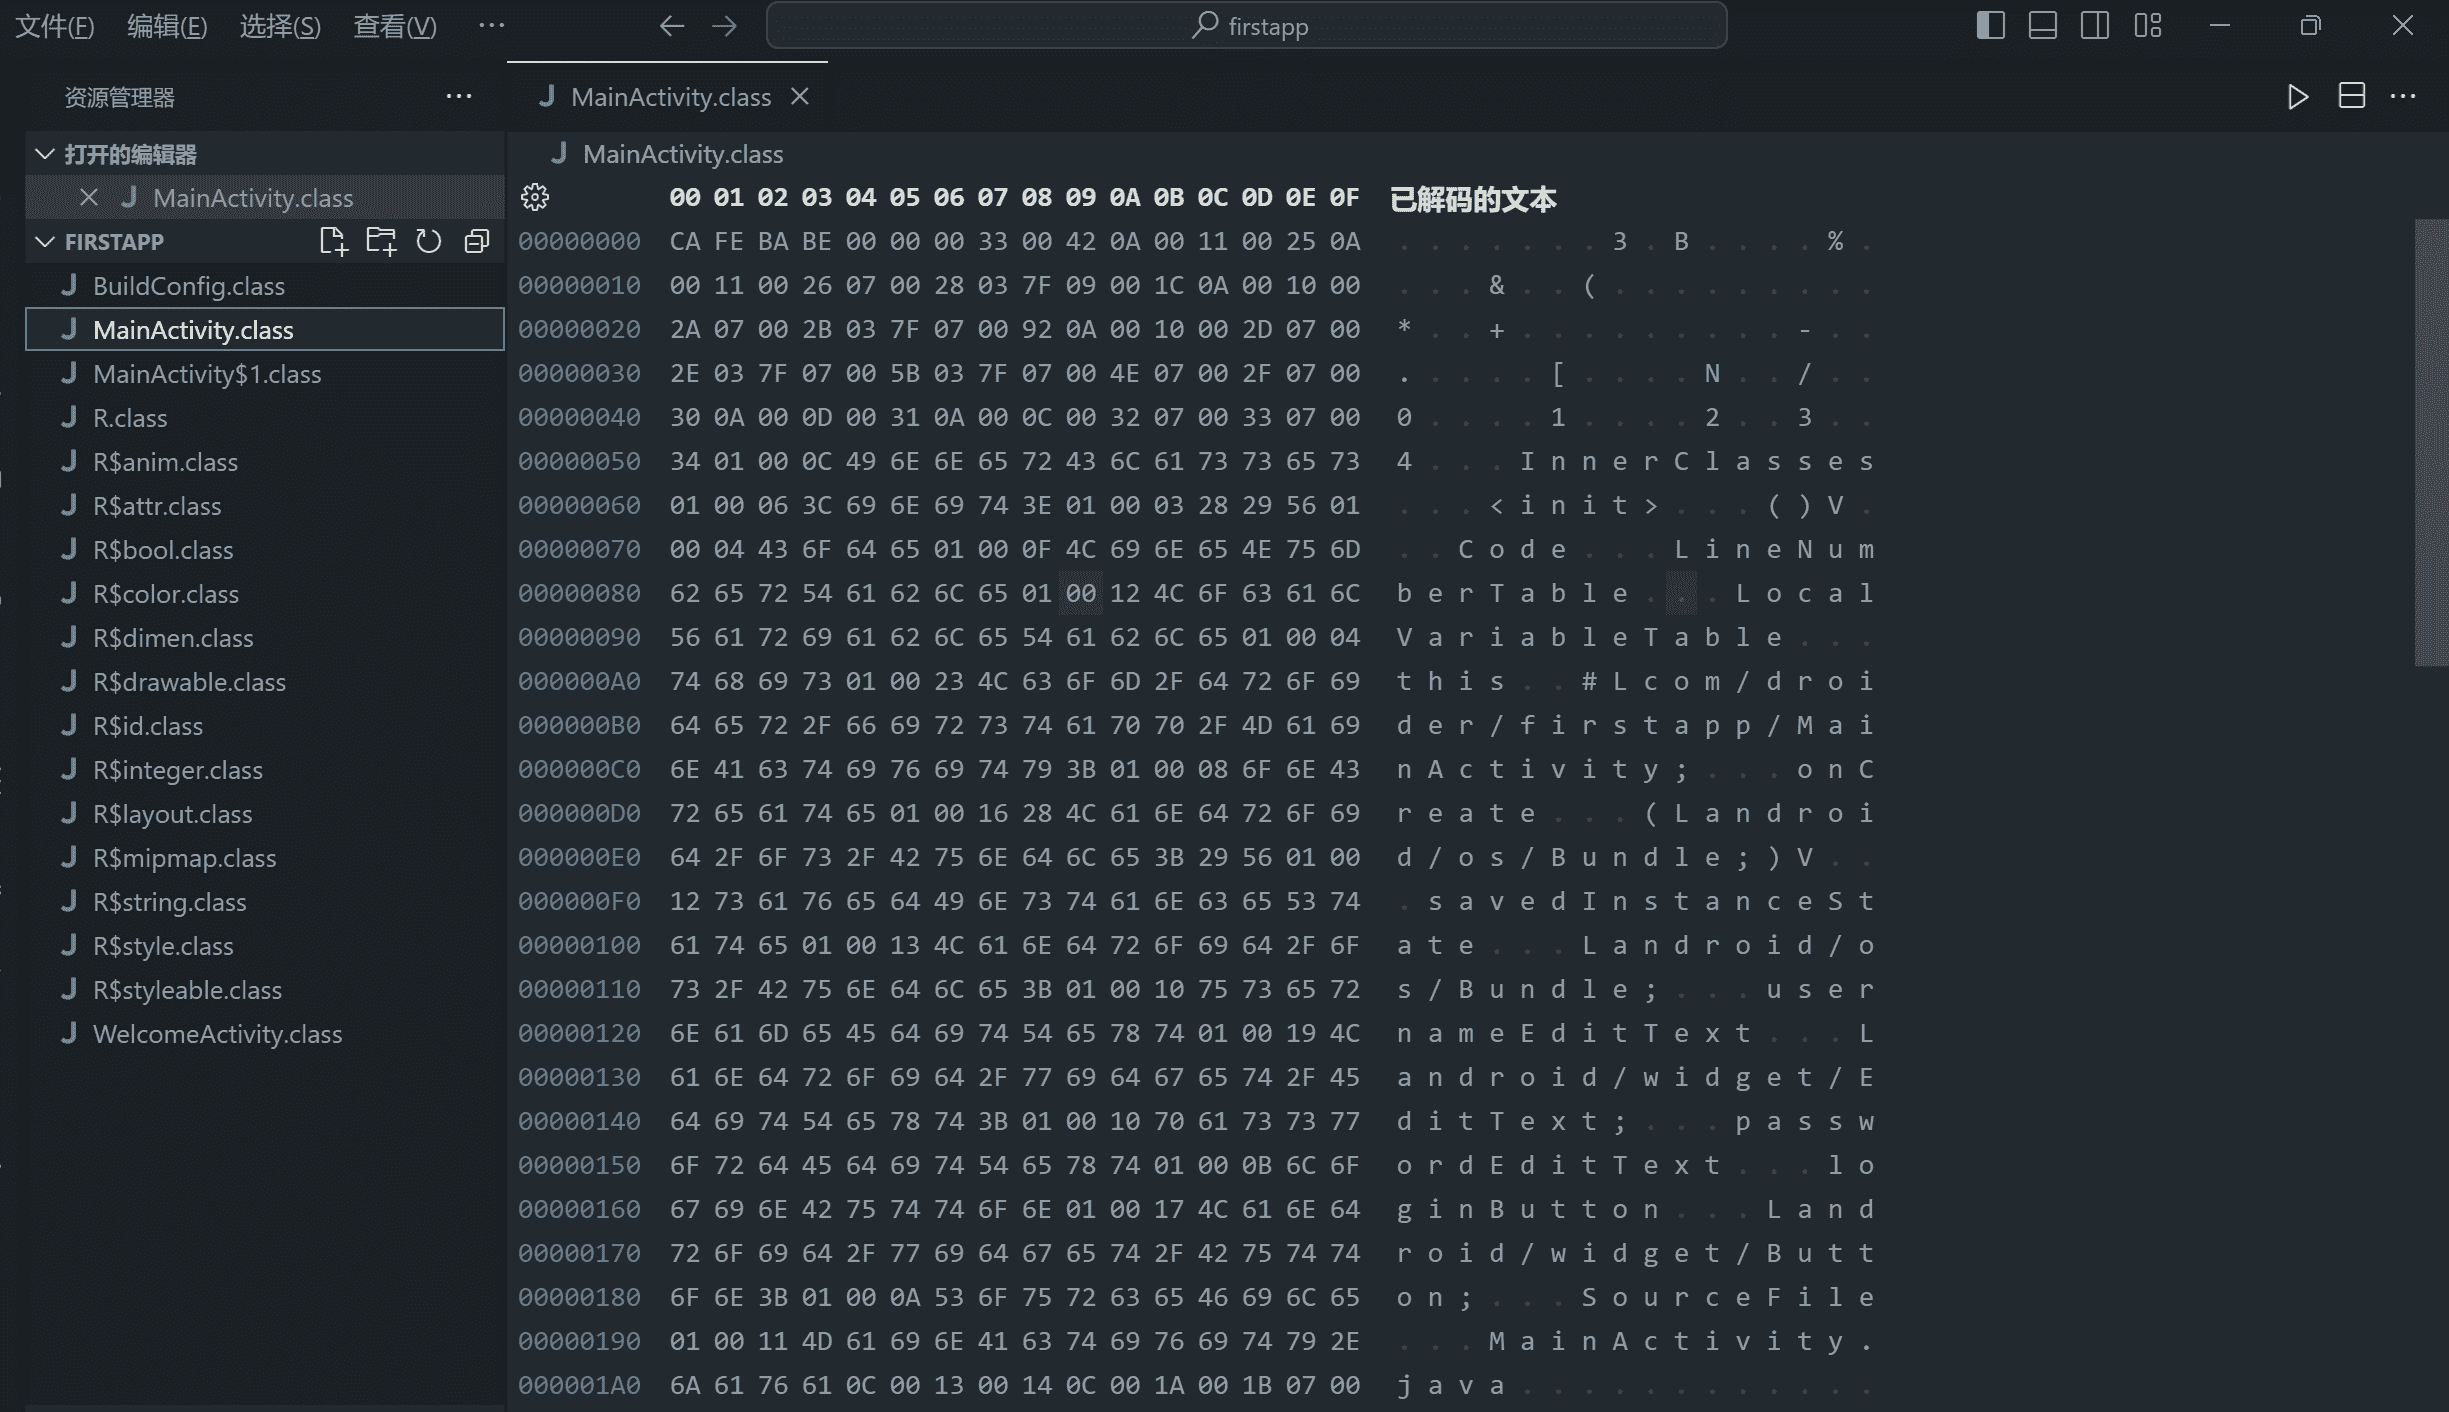 文件(F) 编辑(E) 选择(S) 查看(V) ··· firstapp
资源管理器 ···
打开的编辑器
MainActivity.class
FIRSTAPP
BuildConfig.class
MainActivity.class
MainActivity$1.class
R.class
R$anim.class
R$attr.class
R$bool.class
R$color.class
R$dimen.class
R$drawable.class
R$id.class
R$integer.class
R$layout.class
R$mipmap.class
R$string.class
R$style.class
R$styleable.class
WelcomeActivity.class
MainActivity.class
MainActivity.class
00 01 02 03 04 05 06 07 08 09 0A 0B 0C 0D 0E 0F 已解码的文本
00000000 CA FE BA BE 00 00 00 33 00 42 0A 00 11 00 25 0A . . . . . . . 3 . B . . . . % .
00000010 00 11 00 26 07 00 28 03 7F 09 00 1C 0A 00 10 00 . . . & . . ( . . . . . . . . .
00000020 2A 07 00 2B 03 7F 07 00 92 0A 00 10 00 2D 07 00 * . . + . . . . . . . . . - . .
00000030 2E 03 7F 07 00 5B 03 7F 07 00 4E 07 00 2F 07 00 . . . . . [ . . . . N . . / . .
00000040 30 0A 00 0D 00 31 0A 00 0C 00 32 07 00 33 07 00 0 . . . . 1 . . . . 2 . . 3 . .
00000050 34 01 00 0C 49 6E 6E 65 72 43 6C 61 73 73 65 73 4 . . . I n n e r C l a s s e s
00000060 01 00 06 3C 69 6E 69 74 3E 01 00 03 28 29 56 01 . . . < i n i t > . . . ( ) V .
00000070 00 04 43 6F 64 65 01 00 0F 4C 69 6E 65 4E 75 6D . . C o d e . . . L i n e N u m
00000080 62 65 72 54 61 62 6C 65 01 00 12 4C 6F 63 61 6C b e r T a b l e . . . L o c a l
00000090 56 61 72 69 61 62 6C 65 54 61 62 6C 65 01 00 04 V a r i a b l e T a b l e . . .
000000A0 74 68 69 73 01 00 23 4C 63 6F 6D 2F 64 72 6F 69 t h i s . . # L c o m / d r o i
000000B0 64 65 72 2F 66 69 72 73 74 61 70 70 2F 4D 61 69 d e r / f i r s t a p p / M a i
000000C0 6E 41 63 74 69 76 69 74 79 3B 01 00 08 6F 6E 43 n A c t i v i t y ; . . . o n C
000000D0 72 65 61 74 65 01 00 16 28 4C 61 6E 64 72 6F 69 r e a t e . . . ( L a n d r o i
000000E0 64 2F 6F 73 2F 42 75 6E 64 6C 65 3B 29 56 01 00 d / o s / B u n d l e ; ) V . .
000000F0 12 73 61 76 65 64 49 6E 73 74 61 6E 63 65 53 74 . s a v e d I n s t a n c e S t
00000100 61 74 65 01 00 13 4C 61 6E 64 72 6F 69 64 2F 6F a t e . . . L a n d r o i d / o
00000110 73 2F 42 75 6E 64 6C 65 3B 01 00 10 75 73 65 72 s / B u n d l e ; . . . u s e r
00000120 6E 61 6D 65 45 64 69 74 54 65 78 74 01 00 19 4C n a m e E d i t T e x t . . . L
00000130 61 6E 64 72 6F 69 64 2F 77 69 64 67 65 74 2F 45 a n d r o i d / w i d g e t / E
00000140 64 69 74 54 65 78 74 3B 01 00 10 70 61 73 73 77 d i t T e x t ; . . . p a s s w
00000150 6F 72 64 45 64 69 74 54 65 78 74 01 00 0B 6C 6F o r d E d i t T e x t . . . l o
00000160 67 69 6E 42 75 74 74 6F 6E 01 00 17 4C 61 6E 64 g i n B u t t o n . . . L a n d
00000170 72 6F 69 64 2F 77 69 64 67 65 74 2F 42 75 74 74 r o i d / w i d g e t / B u t t
00000180 6F 6E 3B 01 00 0A 53 6F 75 72 63 65 46 69 6C 65 o n ; . . . S o u r c e F i l e
00000190 01 00 11 4D 61 69 6E 41 63 74 69 76 69 74 79 2E . . . M a i n A c t i v i t y .
000001A0 6A 61 76 61 0C 00 13 00 14 0C 00 1A 00 1B 07 00 j a v a . . . . . . . . . . . .